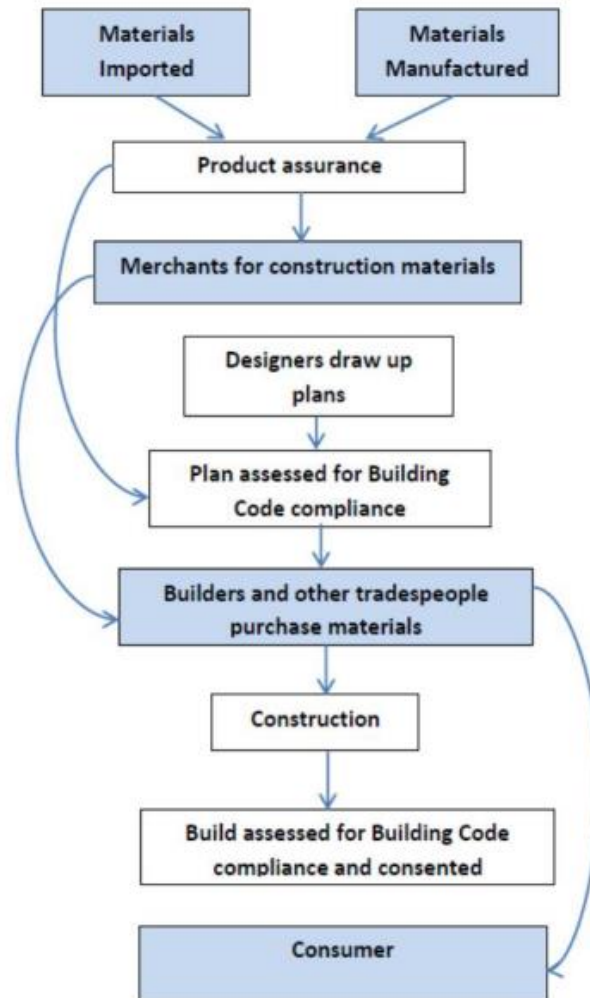 Materials
Imported
Materials
Manufactured
Product assurance
Merchants for construction materials
Designers draw up
plans
Plan assessed for Building
Code compliance
Builders and other tradespeople
purchase materials
Construction
Build assessed for Building Code
compliance and consented
Consumer